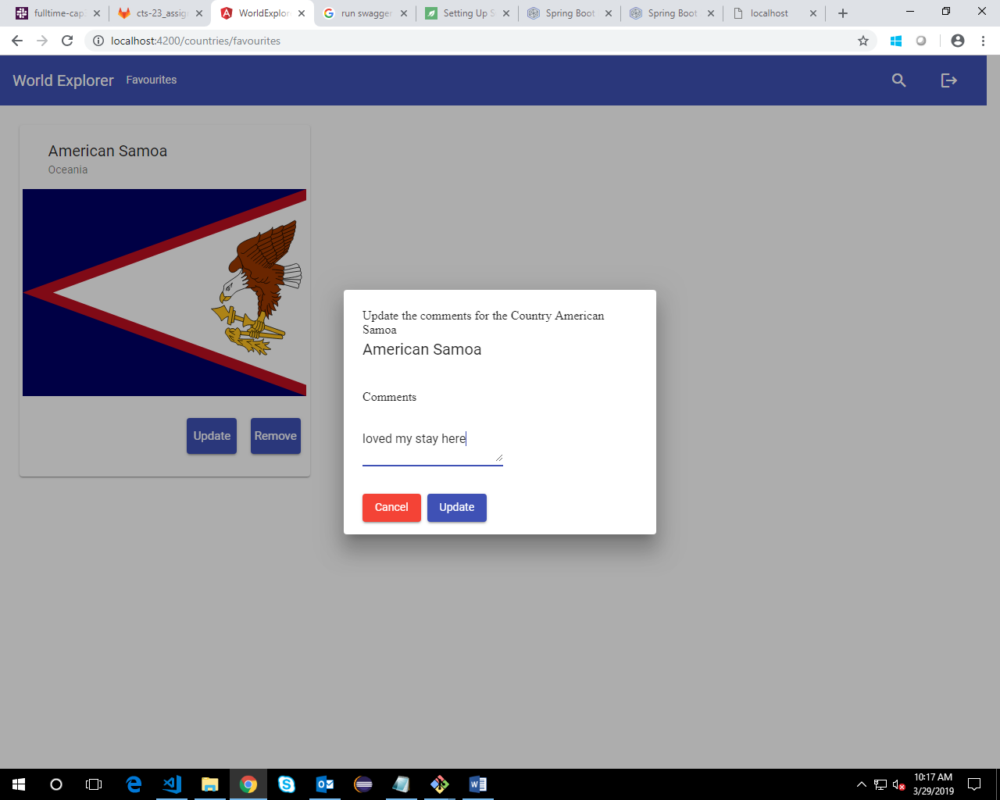 fulltime-cap
cts-23_assig
WorldExplor
run swagger
Setting Up S
Spring Boot
Spring Boot
localhost
localhost:4200/countries/favourites
World Explorer
Favourites
American Samoa
Oceania
Update
Remove
Update the comments for the Country American
Samoa
American Samoa
Comments
loved my stay here
Cancel
Update
10:17 AM
3/29/2019